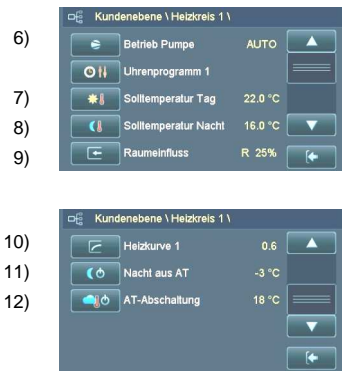 Kundenebene \ Heizkreis 1 \
6) Betrieb Pumpe AUTO
Uhrenprogramm 1
7) Solltemperatur Tag 22.0 °C
8) Solltemperatur Nacht 16.0 °C
9) Raumeinfluss R 25%
Kundenebene \ Heizkreis 1 \
10) Heizkurve 1 0.6
11) Nacht aus AT -3 °C
12) AT-Abschaltung 18 °C